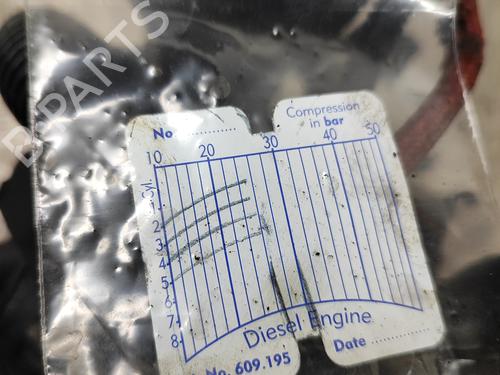 B-PARTS
No ............
Compression
in bar
10 20 30 40 50
Cyl.
1
2
3
4
5
6
7
8
Diesel Engine
No. 609.195
Date ................